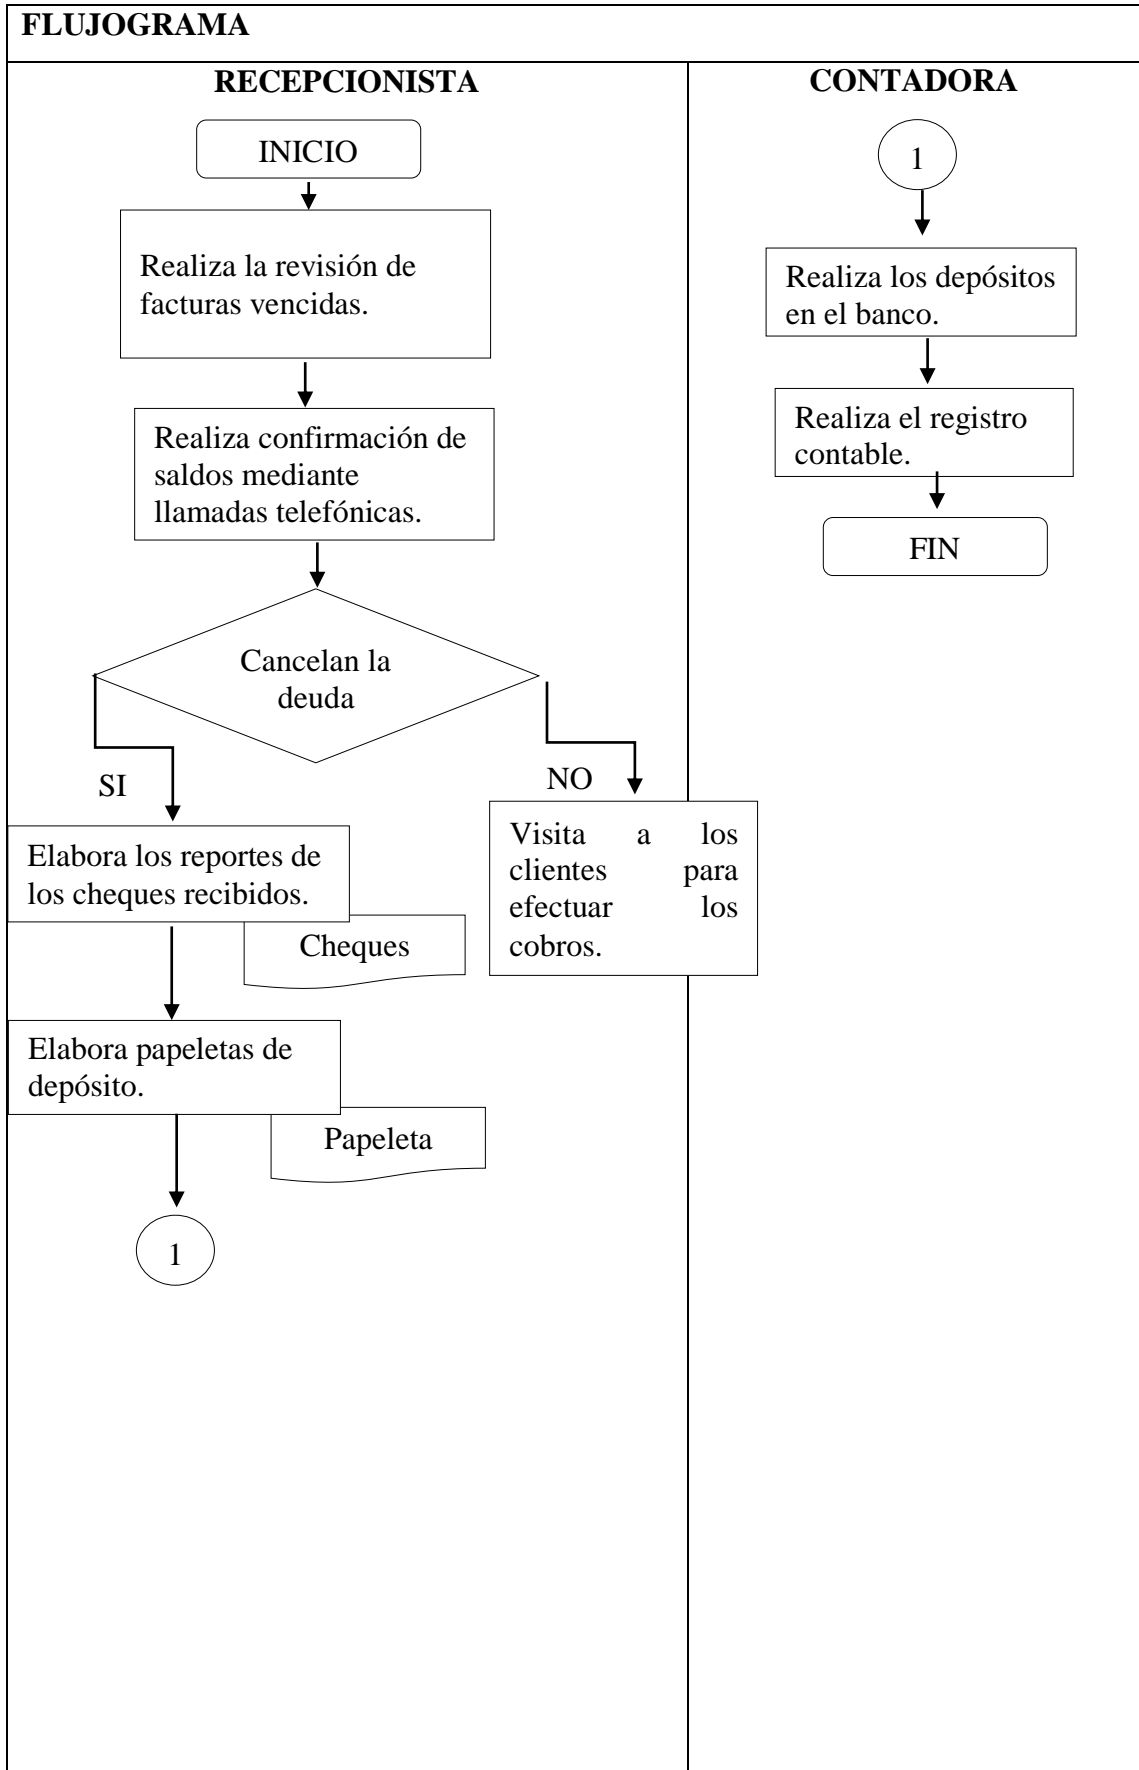 FLUJOGRAMA
RECEPCIONISTA
INICIO
Realiza la revisión de
facturas vencidas.
Realiza confirmación de
saldos mediante
llamadas telefónicas.
Cancelan la
deuda
SI
NO
Elabora los reportes de
los cheques recibidos.
Cheques
Visita a los
clientes para
efectuar los
cobros.
Elabora papeletas de
depósito.
Papeleta
1
CONTADORA
1
Realiza los depósitos
en el banco.
Realiza el registro
contable.
FIN